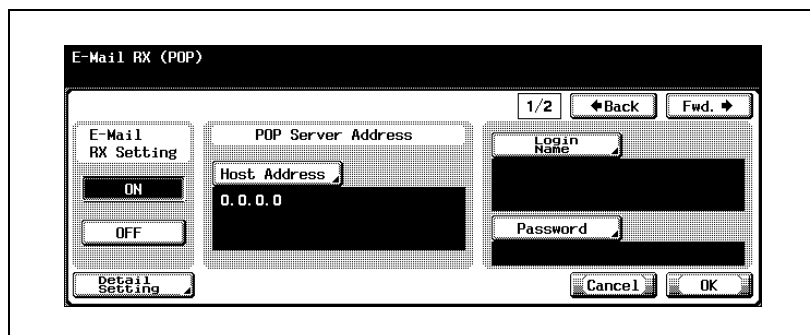 E-Mail RX (POP)
1/2
←Back
Fwd. →
E-Mail
RX Setting
ON
OFF
Detail
Setting
POP Server Address
Host Address
0.0.0.0
Login
Name
Password
Cancel
OK